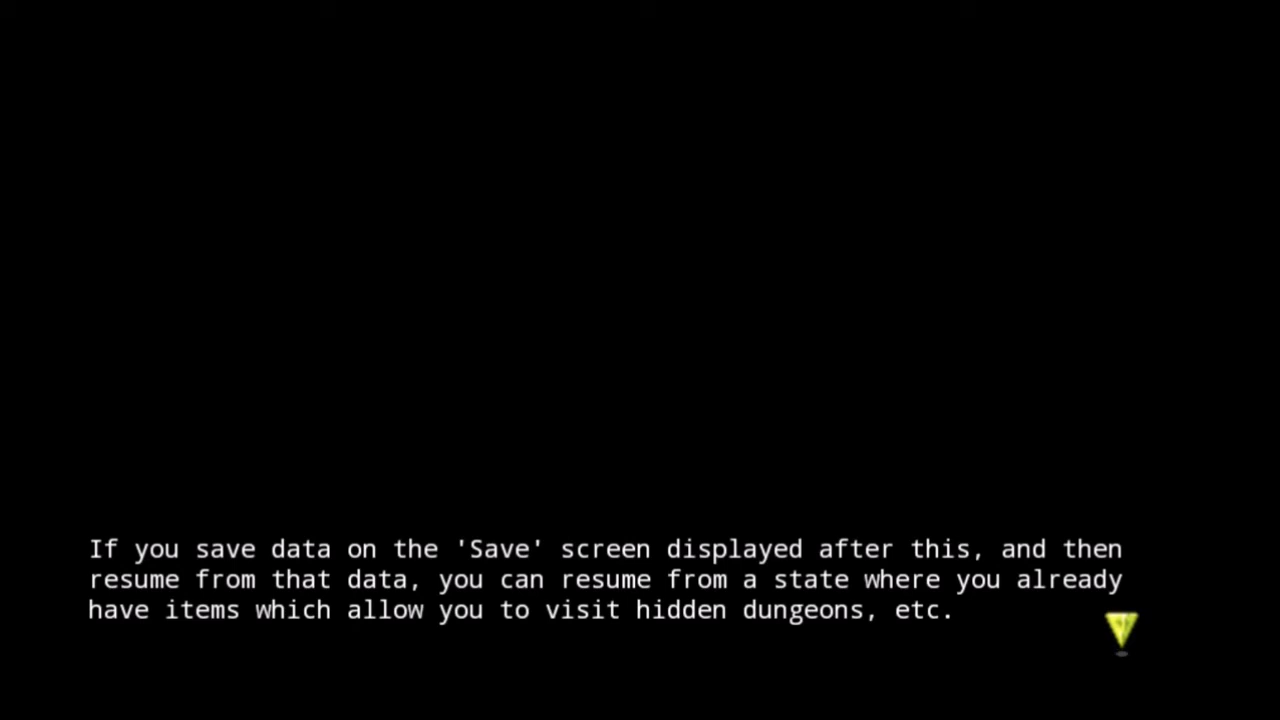 If you save data on the 'Save' screen displayed after this, and then
resume from that data, you can resume from a state where you already
have items which allow you to visit hidden dungeons, etc.